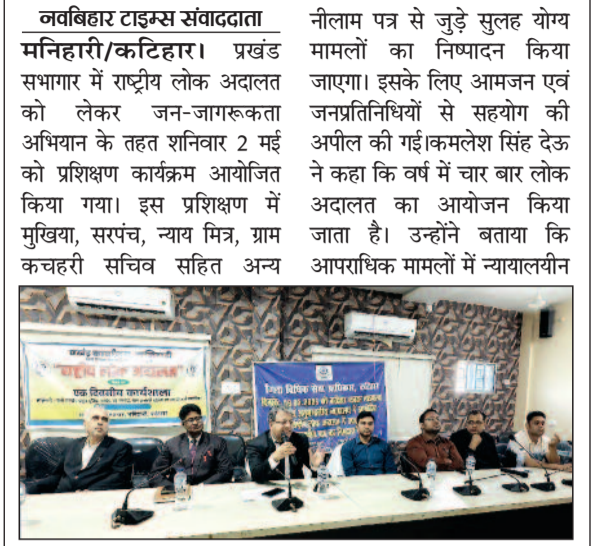 नवबिहार टाइम्स संवाददाता
मनिहारी/कटिहार। प्रखंड
सभागार में राष्ट्रीय लोक अदालत
को लेकर जन-जागरूकता
अभियान के तहत शनिवार 2 मई
को प्रशिक्षण कार्यक्रम आयोजित
किया गया। इस प्रशिक्षण में
मुखिया, सरपंच, न्याय मित्र, ग्राम
कचहरी सचिव सहित अन्य
नीलाम पत्र से जुड़े सुलह योग्य
मामलों का निष्पादन किया
जाएगा। इसके लिए आमजन एवं
जनप्रतिनिधियों से सहयोग की
अपील की गई।कमलेश सिंह देऊ
ने कहा कि वर्ष में चार बार लोक
अदालत का आयोजन किया
जाता है। उन्होंने बताया कि
आपराधिक मामलों में न्यायालयीन
राष्ट्रीय लोक अदालत
एक दिवसीय कार्यशाला
जिला विधिक सेवा प्राधिकार, कटिहार